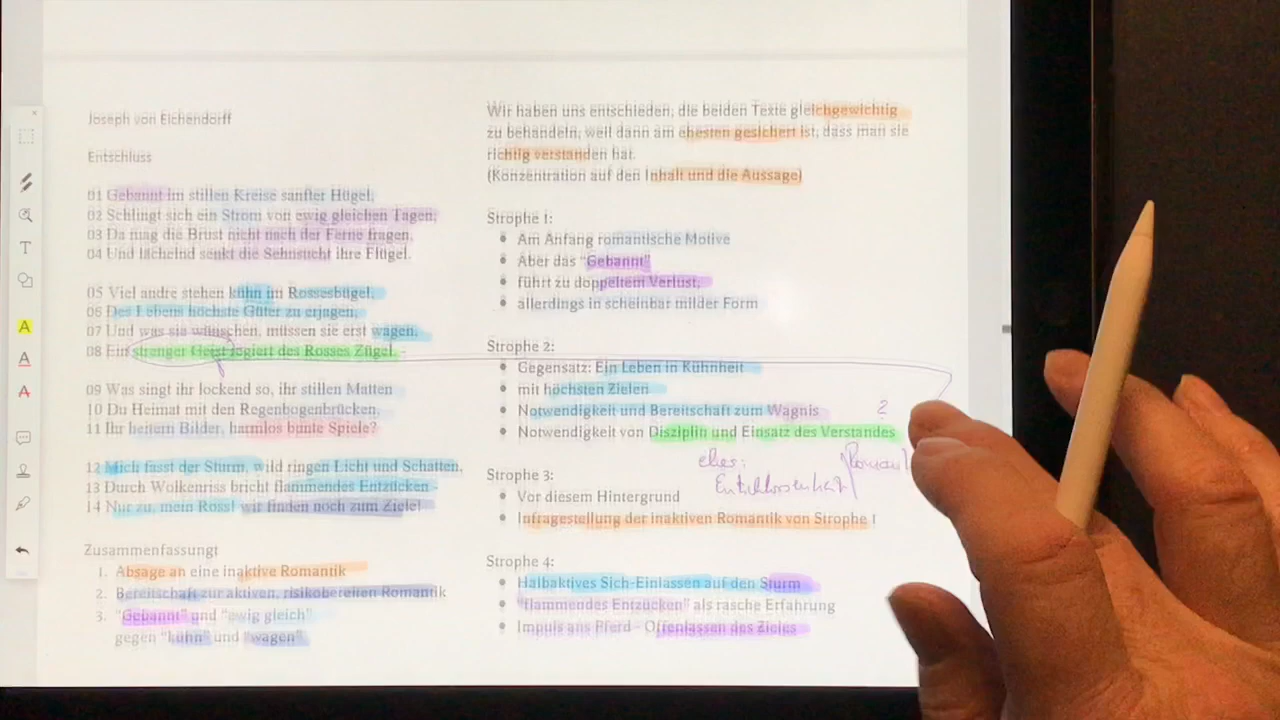 Joseph von Eichendorff
Entschluss
01 Gebannt im stillen Kreise sanfter Hügel,
02 Schlingt sich ein Strom von ewig gleichen Tagen,
03 Da mag die Brust nicht nach der Ferne fragen,
04 Und lächelnd senkt die Sehnsucht ihre Flügel.
05 Viel andre stehen kühn im Rossesbügel,
06 Des Lebens höchste Güter zu erjagen,
07 Und was sie wünschen, müssen sie erst wagen,
08 Ein strenger Geist regiert des Rosses Zügel. -
09 Was singt ihr lockend so, ihr stillen Matten
10 Du Heimat mit den Regenbogenbrücken,
11 Ihr heitern Bilder, harmlos bunte Spiele?
12 Mich fasst der Sturm, wild ringen Licht und Schatten,
13 Durch Wolkenriss bricht flammendes Entzücken -
14 Nur zu, mein Ross! wir finden noch zum Ziele!
Zusammenfassungt
1. Absage an eine inaktive Romantik
2. Bereitschaft zur aktiven, risikobereiten Romantik
3. "Gebannt" und "ewig gleich"
gegen "kühn" und "wagen"
Wir haben uns entschieden, die beiden Texte gleichgewichtig
zu behandeln, weil dann am ehesten gesichert ist, dass man sie
richtig verstanden hat.
(Konzentration auf den Inhalt und die Aussage)
Strophe 1:
• Am Anfang romantische Motive
• Aber das "Gebannt"
• führt zu doppeltem Verlust,
• allerdings in scheinbar milder Form
Strophe 2:
• Gegensatz: Ein Leben in Kühnheit
• mit höchsten Zielen
• Notwendigkeit und Bereitschaft zum Wagnis
?
• Notwendigkeit von Disziplin und Einsatz des Verstandes
eher:
Entschlossenheit
Strophe 3:
• Vor diesem Hintergrund
• Infragestellung der inaktiven Romantik von Strophe 1
Strophe 4:
• Halbaktives Sich-Einlassen auf den Sturm
• "flammendes Entzücken" als rasche Erfahrung
• Impuls ans Pferd - Offenlassen des Zieles